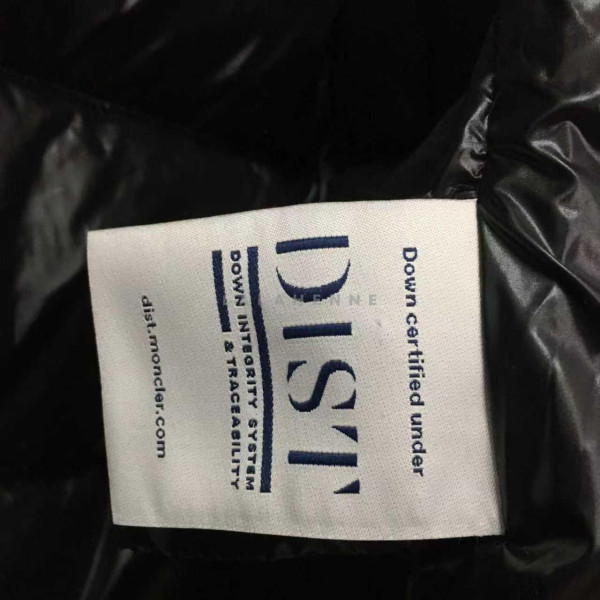 Down certified under
DIST
DOWN INTEGRITY SYSTEM
& TRACEABILITY
dist.moncler.com